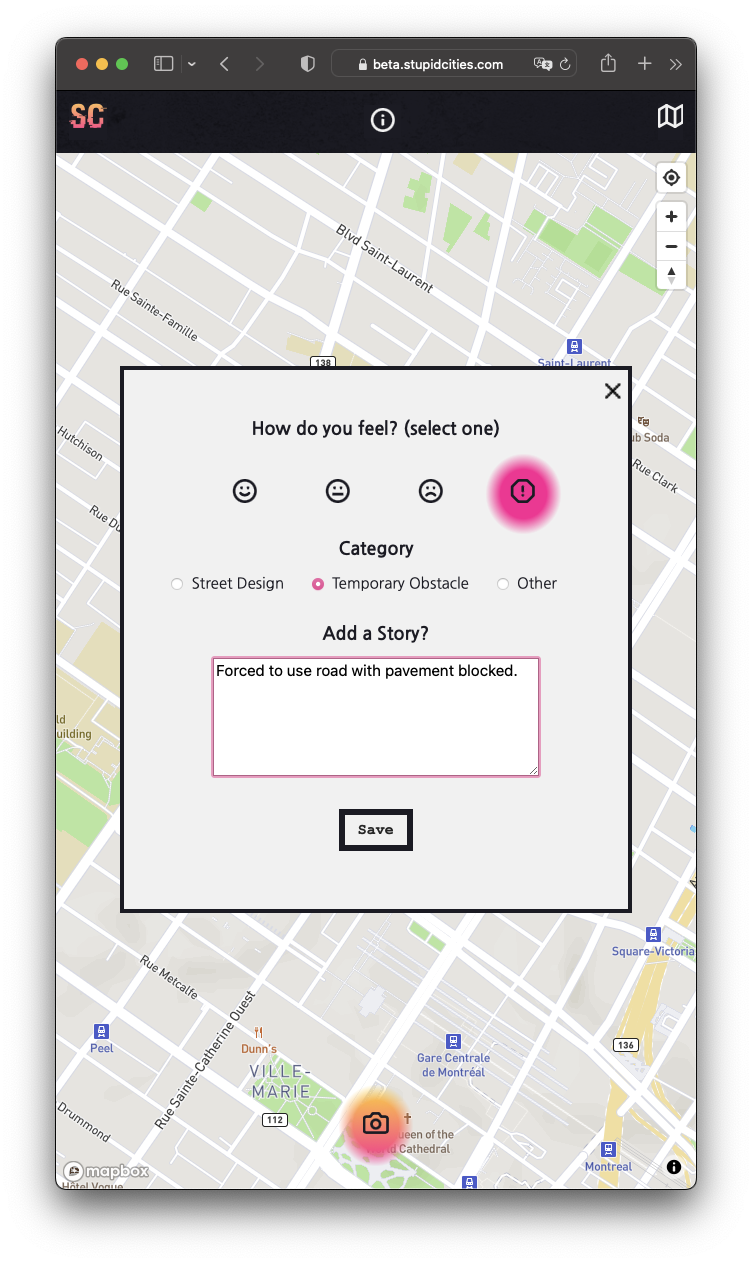 beta.stupidcities.com
SC
Blvd Saint-Laurent
Rue Sainte-Famille
138
Saint-Laurent
Hutchison
ub Soda
Rue Clark
Rue Du
How do you feel? (select one)
Category
Street Design
Temporary Obstacle
Other
Add a Story?
Forced to use road with pavement blocked.
Save
ld
uilding
Square-Victoria
Rue Metcalfe
Rue Sainte-Catherine Ouest
Peel
Dunn's
VILLE-
MARIE
Gare Centrale
de Montréal
136
112
Drummond
ueen of the
World Cathedral
Montreal
mapbox
Hôtel Vogue